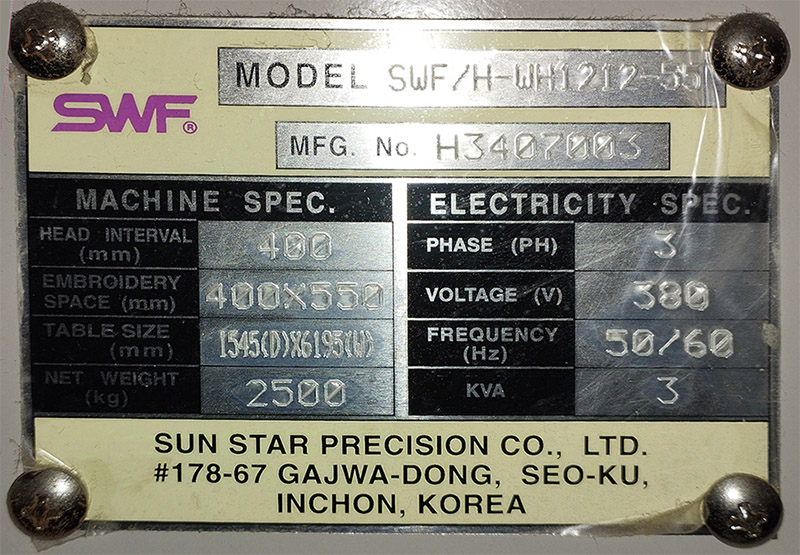 MODEL SWF/H-WH1212-55
SWF®
MFG. No. H3407003
MACHINE SPEC.
HEAD INTERVAL (mm) 400
EMBROIDERY SPACE (mm) 400X550
TABLE SIZE (mm) 1545(D)X6195(W)
NET WEIGHT (kg) 2500
ELECTRICITY SPEC.
PHASE (PH) 3
VOLTAGE (V) 380
FREQUENCY (Hz) 50/60
KVA 3
SUN STAR PRECISION CO., LTD.
#178-67 GAJWA-DONG, SEO-KU,
INCHON, KOREA